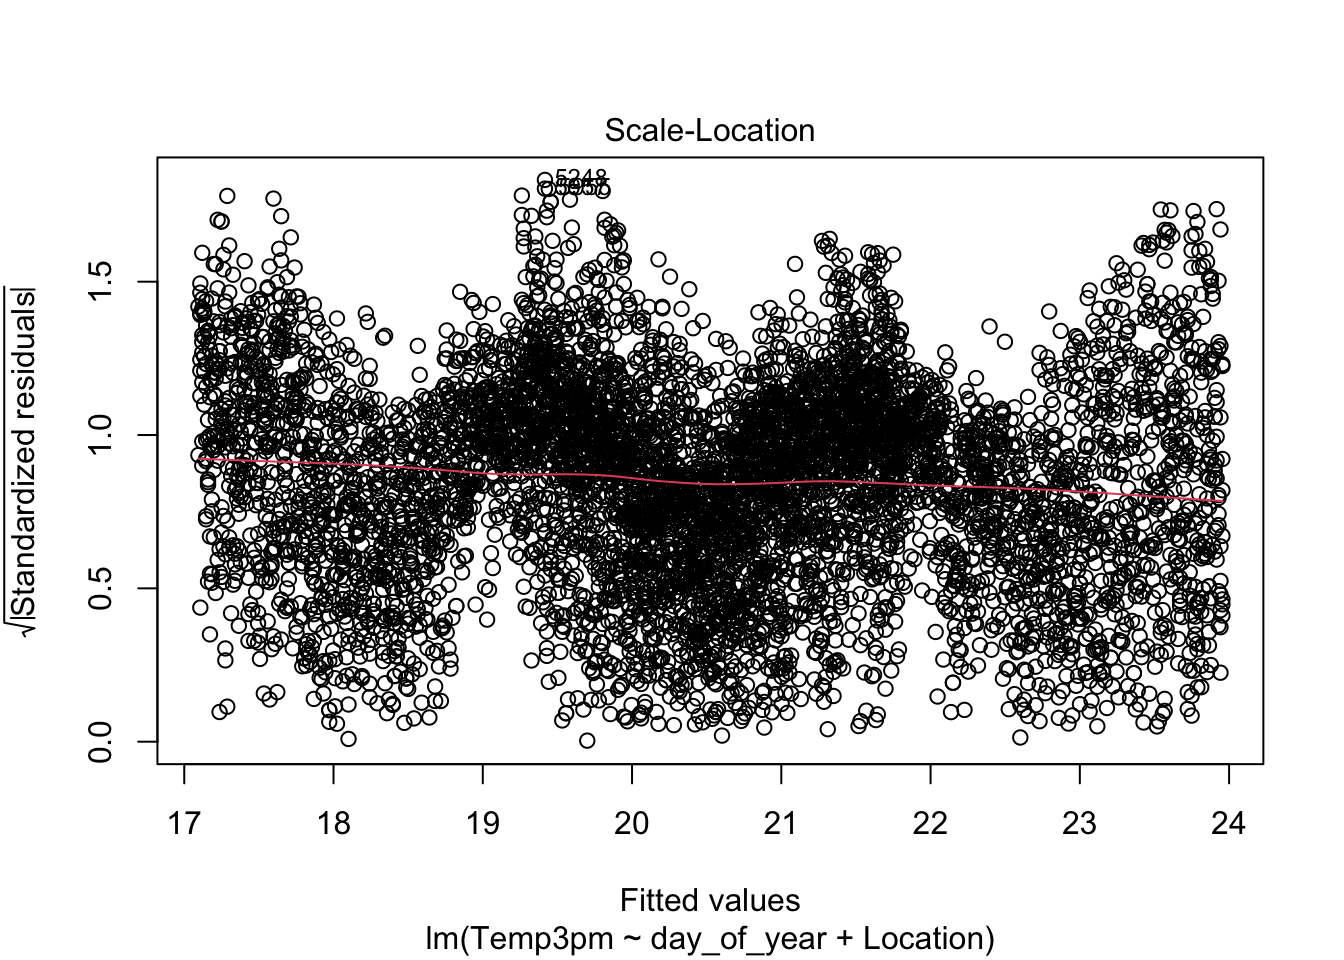 Scale-Location
5248
√|Standardized residuals|
0.0 0.5 1.0 1.5
17 18 19 20 21 22 23 24
Fitted values
lm(Temp3pm ~ day_of_year + Location)